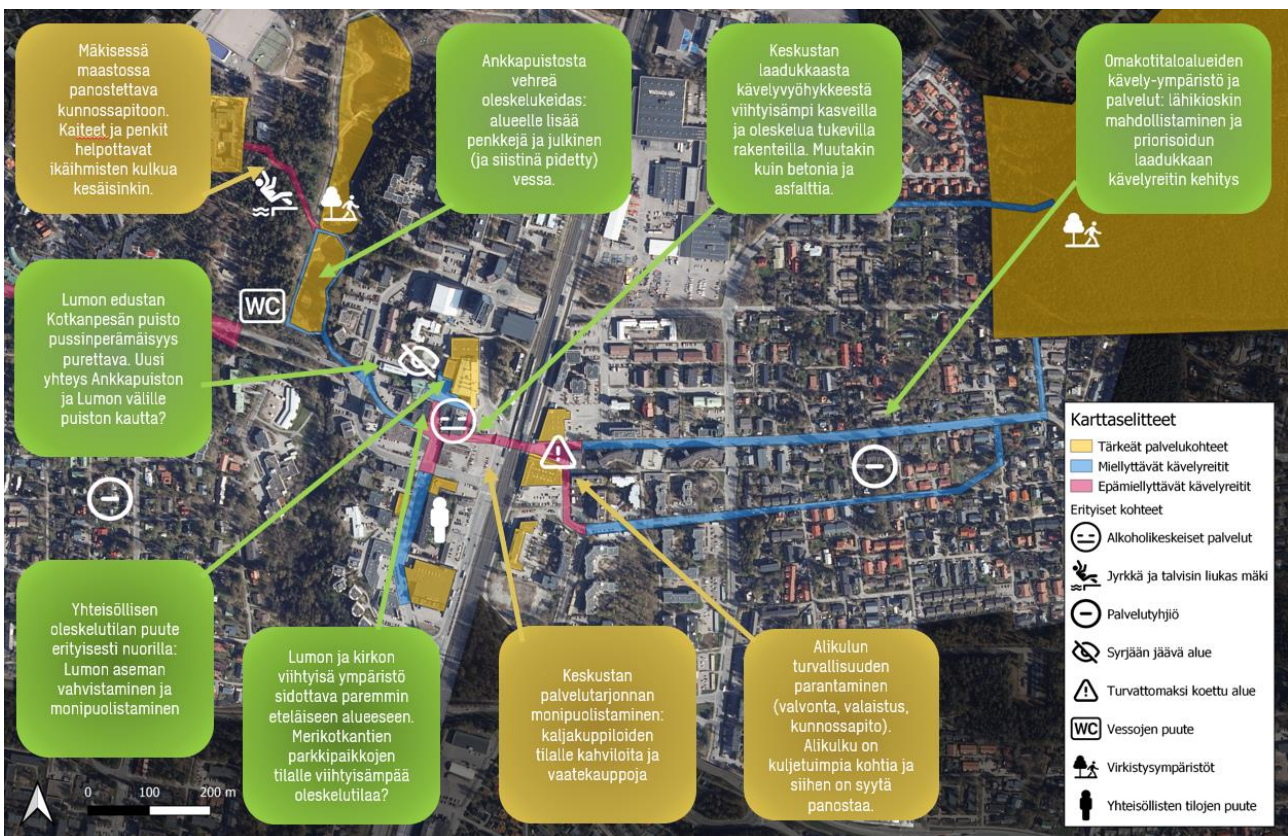 Mäkisessä
maastossa
panostettava
kunnossapitoon.
Kaiteet ja penkit
helpottavat
ikäihmisten kulkua
kesäisinkin.
Ankkapuistosta
vehreä
oleskelukeidas:
alueelle lisää
penkkejä ja julkinen
(ja siistinä pidetty)
vessa.
Keskustan
laadukkaasta
kävelyvyöhykkeestä
viihtyisämpi kasveilla
ja oleskelua tukevilla
rakenteilla. Muutakin
kuin betonia ja
asfalttia.
Omakotitaloalueiden
kävely-ympäristö ja
palvelut: lähikioskin
mahdollistaminen ja
priorisoidun
laadukkaan
kävelyreitin kehitys
Lumon edustan
Kotkanpesän puisto
pussinperämäisyys
purettava. Uusi
yhteys Ankkapuiston
ja Lumon välille
puiston kautta?
WC
Yhteisöllisen
oleskelutilan puute
erityisesti nuorilla:
Lumon aseman
vahvistaminen ja
monipuolistaminen
Lumon ja kirkon
viihtyisä ympäristö
sidottava paremmin
eteläiseen alueeseen.
Merikotkantien
parkkipaikkojen
tilalle viihtyisämpää
oleskelutilaa?
Keskustan
palvelutarjonnan
monipuolistaminen:
kaljakuppiloiden
tilalle kahviloita ja
vaatekauppoja
Alikulun
turvallisuuden
parantaminen
(valvonta, valaistus,
kunnossapito).
Alikulku on
kuljetuimpia kohtia ja
siihen on syytä
panostaa.
Karttaselitteet
Tärkeät palvelukohteet
Miellyttävät kävelyreitit
Epämiellyttävät kävelyreitit
Erityiset kohteet
Alkoholikeskeiset palvelut
Jyrkkä ja talvisin liukas mäki
Palvelutyhjiö
Syrjään jäävä alue
Turvattomaksi koettu alue
WC Vessojen puute
Virkistysympäristöt
Yhteisöllisten tilojen puute
0 100 200 m